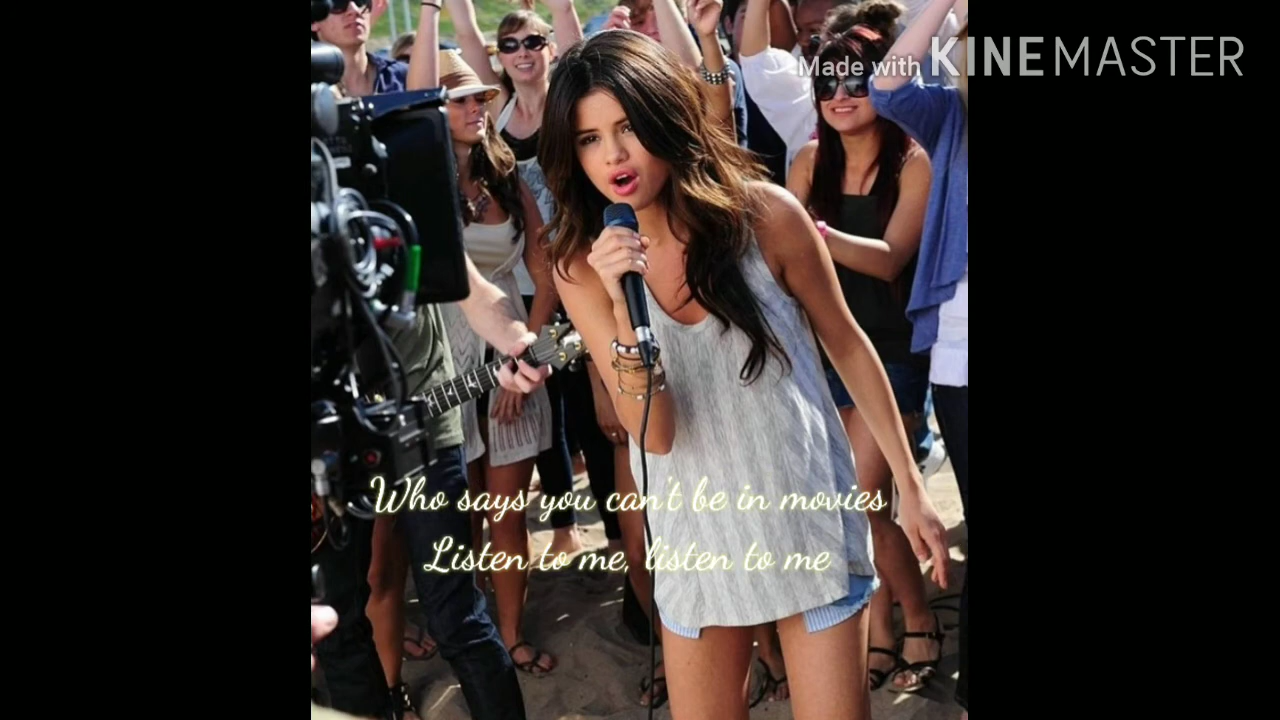 Made with KINEMASTER
Who says you can't be in movies
Listen to me, listen to me